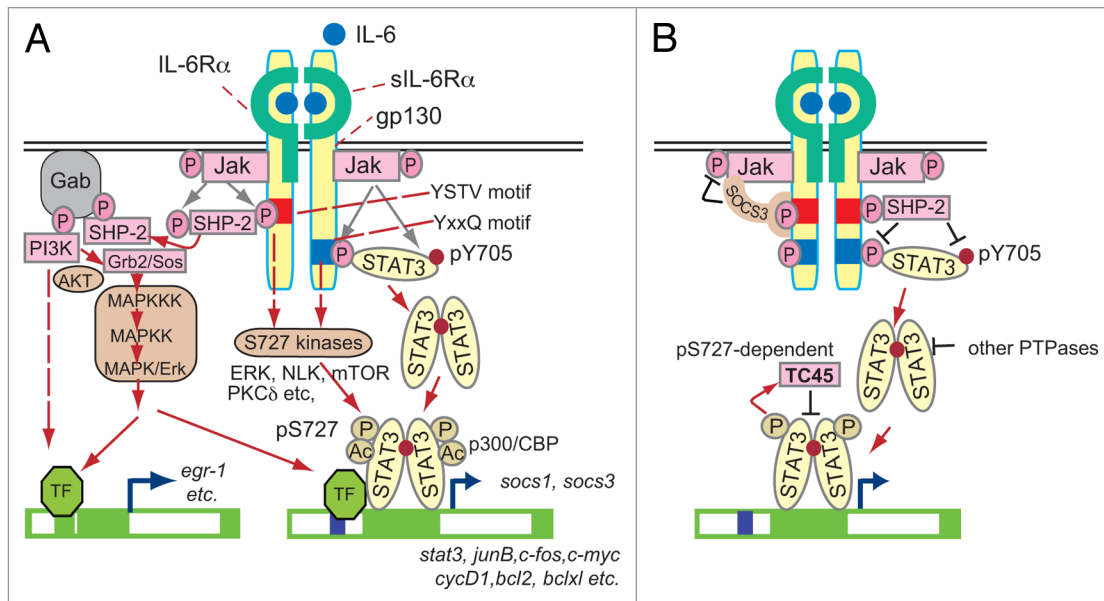 A
IL-6
IL-6Rα
sIL-6Rα
gp130
P
Jak
Jak
P
Gab
P
P
P
SHP-2
P
YSTV motif
YxxQ motif
PI3K
SHP-2
Grb2/Sos
AKT
P
STAT3
pY705
MAPKKK
MAPKK
MAPK/Erk
S727 kinases
ERK, NLK, mTOR
PKCδ etc,
STAT3
STAT3
pS727
P
Ac
STAT3
STAT3
P
Ac
p300/CBP
TF
egr-1
etc.
TF
socs1, socs3
stat3, junB,c-fos,c-myc
cycD1,bcl2, bclxl etc.
B
P
Jak
Jak
P
SOCS3
P
P
SHP-2
P
P
STAT3
pY705
STAT3
STAT3
other PTPases
pS727-dependent
TC45
P
STAT3
STAT3
P